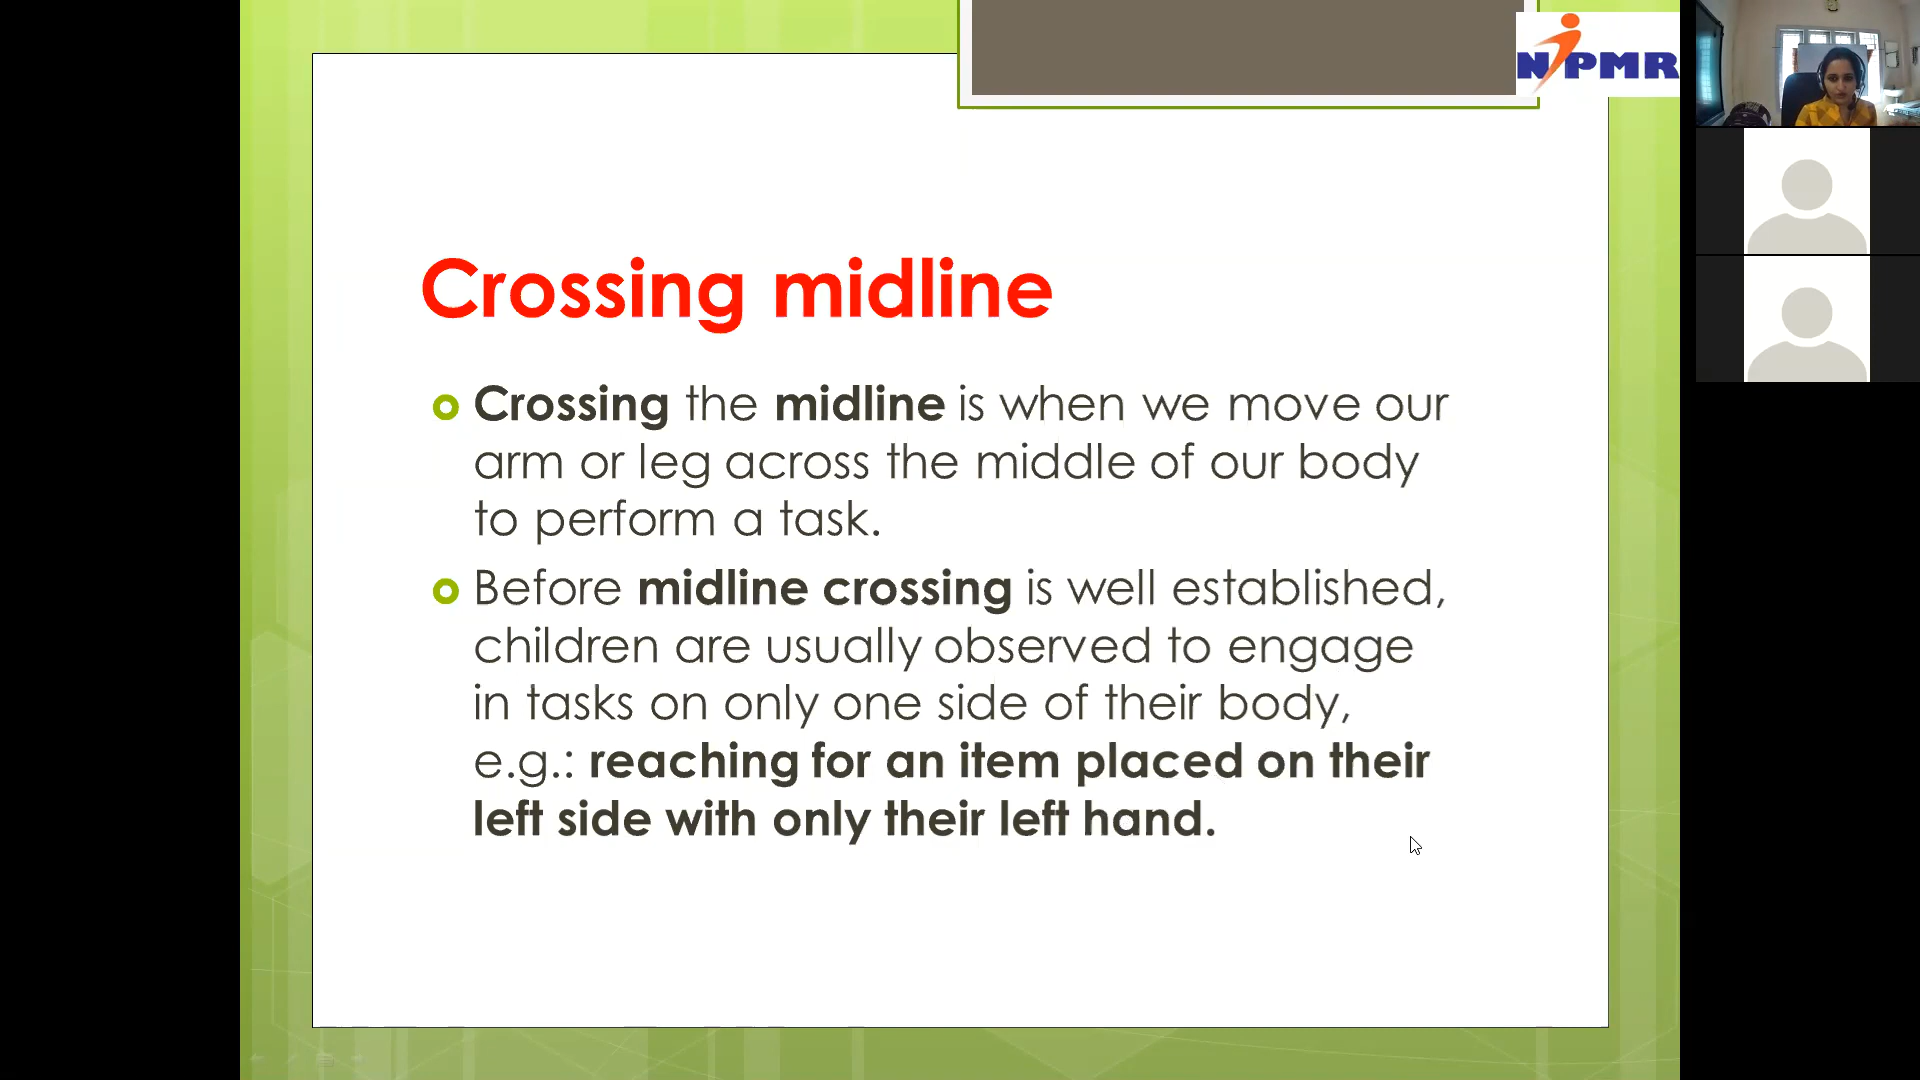 NIPMR
Crossing midline
Crossing the midline is when we move our
arm or leg across the middle of our body
to perform a task.
Before midline crossing is well established,
children are usually observed to engage
in tasks on only one side of their body,
e.g.: reaching for an item placed on their
left side with only their left hand.